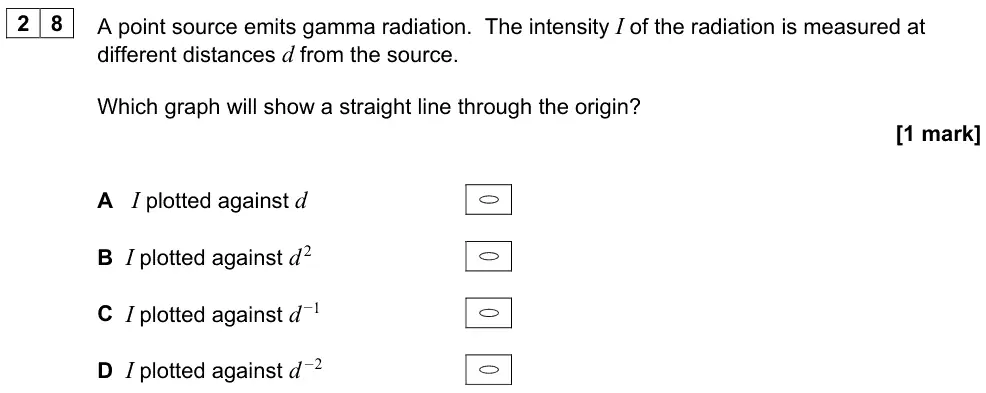 2 8 A point source emits gamma radiation. The intensity I of the radiation is measured at
different distances d from the source.
Which graph will show a straight line through the origin?
[1 mark]
A I plotted against d
B I plotted against d²
C I plotted against d⁻¹
D I plotted against d⁻²